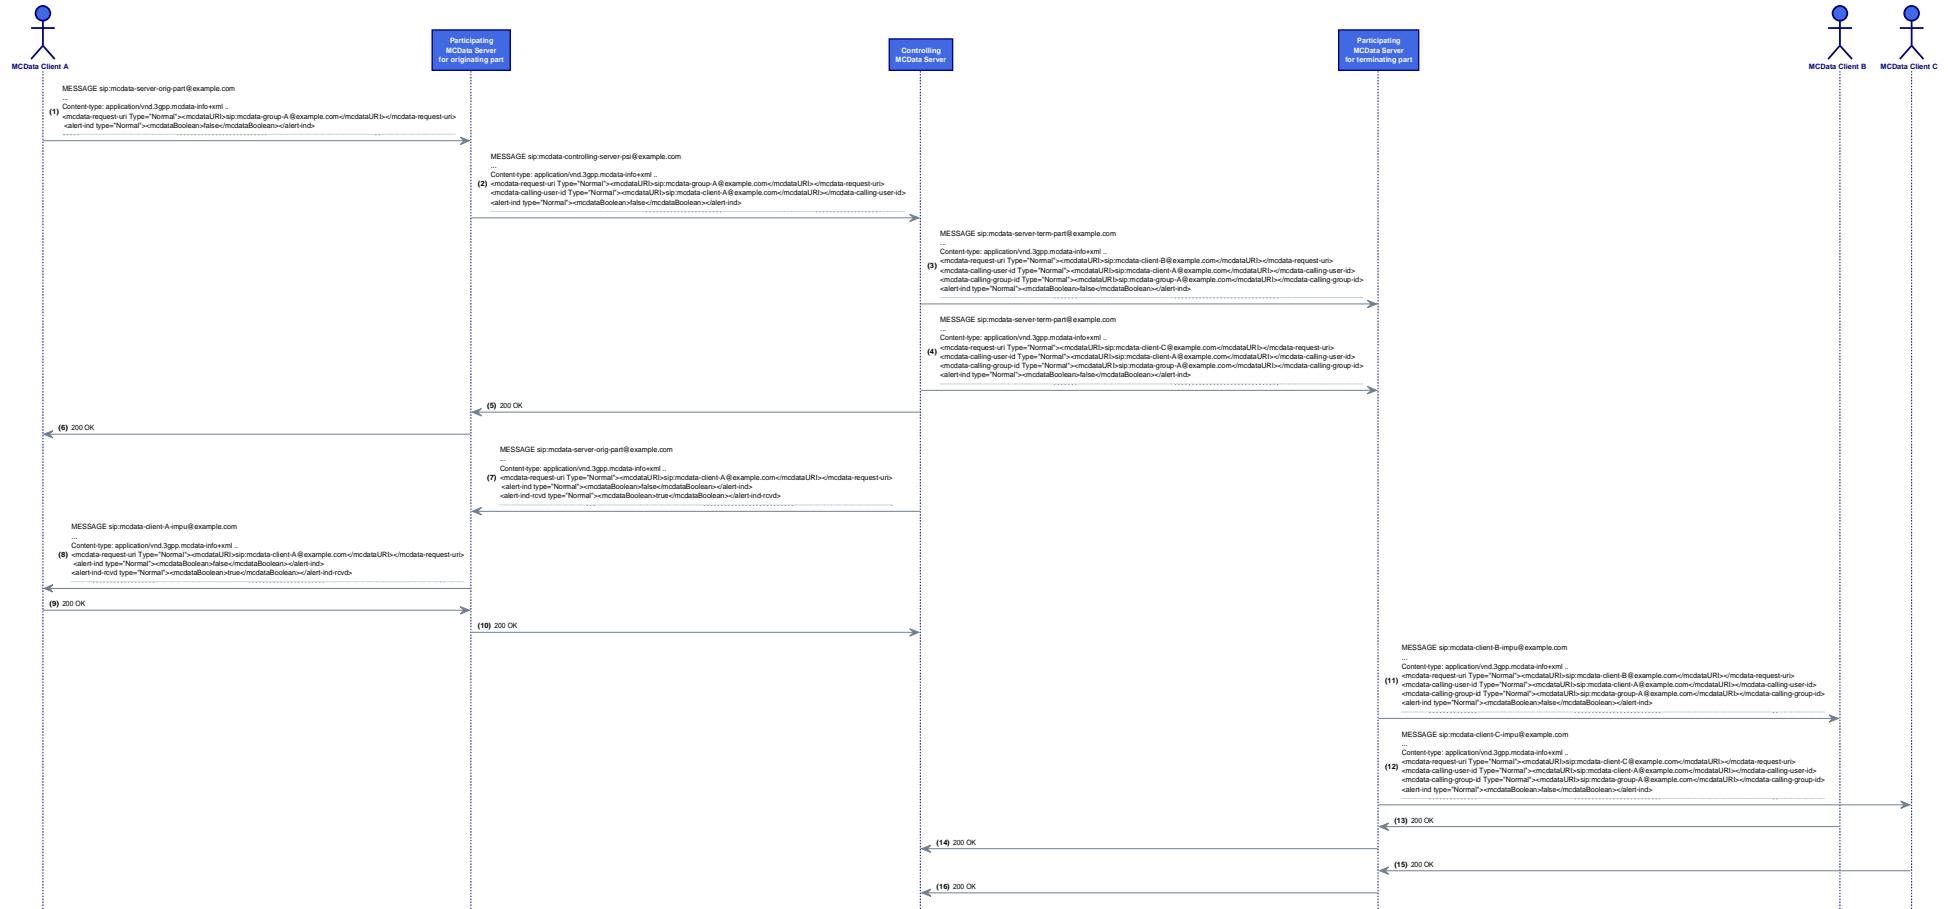 MCData Client A
Participating
MCData Server
for originating part
Controlling
MCData Server
Participating
MCData Server
for terminating part
MCData Client B
MCData Client C
MESSAGE sip:mcdata-server-orig-part@example.com
...
Content-type: application/vnd.3gpp.mcdata-info+xml ..
(1) <mcdata-request-uri Type="Normal"><mcdataURI>sip:mcdata-group-A@example.com</mcdataURI></mcdata-request-uri>
<alert-ind type="Normal"><mcdataBoolean>false</mcdataBoolean></alert-ind>
MESSAGE sip:mcdata-controlling-server-psi@example.com
...
Content-type: application/vnd.3gpp.mcdata-info+xml ..
(2) <mcdata-request-uri Type="Normal"><mcdataURI>sip:mcdata-group-A@example.com</mcdataURI></mcdata-request-uri>
<mcdata-calling-user-id Type="Normal"><mcdataURI>sip:mcdata-client-A@example.com</mcdataURI></mcdata-calling-user-id>
<alert-ind type="Normal"><mcdataBoolean>false</mcdataBoolean></alert-ind>
MESSAGE sip:mcdata-server-term-part@example.com
...
Content-type: application/vnd.3gpp.mcdata-info+xml ..
<mcdata-request-uri Type="Normal"><mcdataURI>sip:mcdata-client-B@example.com</mcdataURI></mcdata-request-uri>
(3) <mcdata-calling-user-id Type="Normal"><mcdataURI>sip:mcdata-client-A@example.com</mcdataURI></mcdata-calling-user-id>
<mcdata-calling-group-id Type="Normal"><mcdataURI>sip:mcdata-group-A@example.com</mcdataURI></mcdata-calling-group-id>
<alert-ind type="Normal"><mcdataBoolean>false</mcdataBoolean></alert-ind>
MESSAGE sip:mcdata-server-term-part@example.com
...
Content-type: application/vnd.3gpp.mcdata-info+xml ..
<mcdata-request-uri Type="Normal"><mcdataURI>sip:mcdata-client-C@example.com</mcdataURI></mcdata-request-uri>
(4) <mcdata-calling-user-id Type="Normal"><mcdataURI>sip:mcdata-client-A@example.com</mcdataURI></mcdata-calling-user-id>
<mcdata-calling-group-id Type="Normal"><mcdataURI>sip:mcdata-group-A@example.com</mcdataURI></mcdata-calling-group-id>
<alert-ind type="Normal"><mcdataBoolean>false</mcdataBoolean></alert-ind>
(5) 200 OK
(6) 200 OK
MESSAGE sip:mcdata-server-orig-part@example.com
...
Content-type: application/vnd.3gpp.mcdata-info+xml ..
(7) <mcdata-request-uri Type="Normal"><mcdataURI>sip:mcdata-client-A@example.com</mcdataURI></mcdata-request-uri>
<alert-ind type="Normal"><mcdataBoolean>false</mcdataBoolean></alert-ind>
<alert-ind-rcvd type="Normal"><mcdataBoolean>true</mcdataBoolean></alert-ind-rcvd>
MESSAGE sip:mcdata-client-A-impu@example.com
...
Content-type: application/vnd.3gpp.mcdata-info+xml ..
(8) <mcdata-request-uri Type="Normal"><mcdataURI>sip:mcdata-client-A@example.com</mcdataURI></mcdata-request-uri>
<alert-ind type="Normal"><mcdataBoolean>false</mcdataBoolean></alert-ind>
<alert-ind-rcvd type="Normal"><mcdataBoolean>true</mcdataBoolean></alert-ind-rcvd>
(9) 200 OK
(10) 200 OK
MESSAGE sip:mcdata-client-B-impu@example.com
...
Content-type: application/vnd.3gpp.mcdata-info+xml ..
<mcdata-request-uri Type="Normal"><mcdataURI>sip:mcdata-client-B@example.com</mcdataURI></mcdata-request-uri>
(11) <mcdata-calling-user-id Type="Normal"><mcdataURI>sip:mcdata-client-A@example.com</mcdataURI></mcdata-calling-user-id>
<mcdata-calling-group-id Type="Normal"><mcdataURI>sip:mcdata-group-A@example.com</mcdataURI></mcdata-calling-group-id>
<alert-ind type="Normal"><mcdataBoolean>false</mcdataBoolean></alert-ind>
MESSAGE sip:mcdata-client-C-impu@example.com
...
Content-type: application/vnd.3gpp.mcdata-info+xml ..
<mcdata-request-uri Type="Normal"><mcdataURI>sip:mcdata-client-C@example.com</mcdataURI></mcdata-request-uri>
(12) <mcdata-calling-user-id Type="Normal"><mcdataURI>sip:mcdata-client-A@example.com</mcdataURI></mcdata-calling-user-id>
<mcdata-calling-group-id Type="Normal"><mcdataURI>sip:mcdata-group-A@example.com</mcdataURI></mcdata-calling-group-id>
<alert-ind type="Normal"><mcdataBoolean>false</mcdataBoolean></alert-ind>
(13) 200 OK
(14) 200 OK
(15) 200 OK
(16) 200 OK